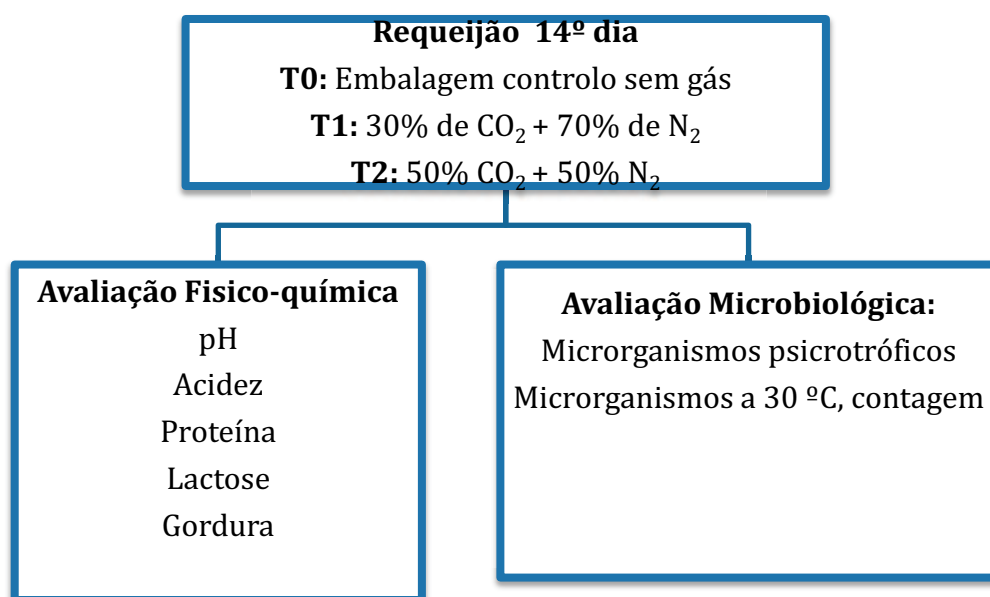 Requeijão 14º dia
T0: Embalagem controlo sem gás
T1: 30% de CO₂ + 70% de N₂
T2: 50% CO₂ + 50% N₂
Avaliação Fisico-química
pH
Acidez
Proteína
Lactose
Gordura
Avaliação Microbiológica:
Microrganismos psicrotróficos
Microrganismos a 30 ºC, contagem